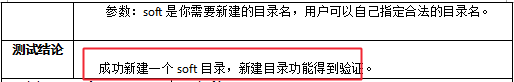 参数：soft 是你需要新建的目录名，用户可以自己指定合法的目录名。
测试结论
成功新建一个 soft 目录，新建目录功能得到验证。